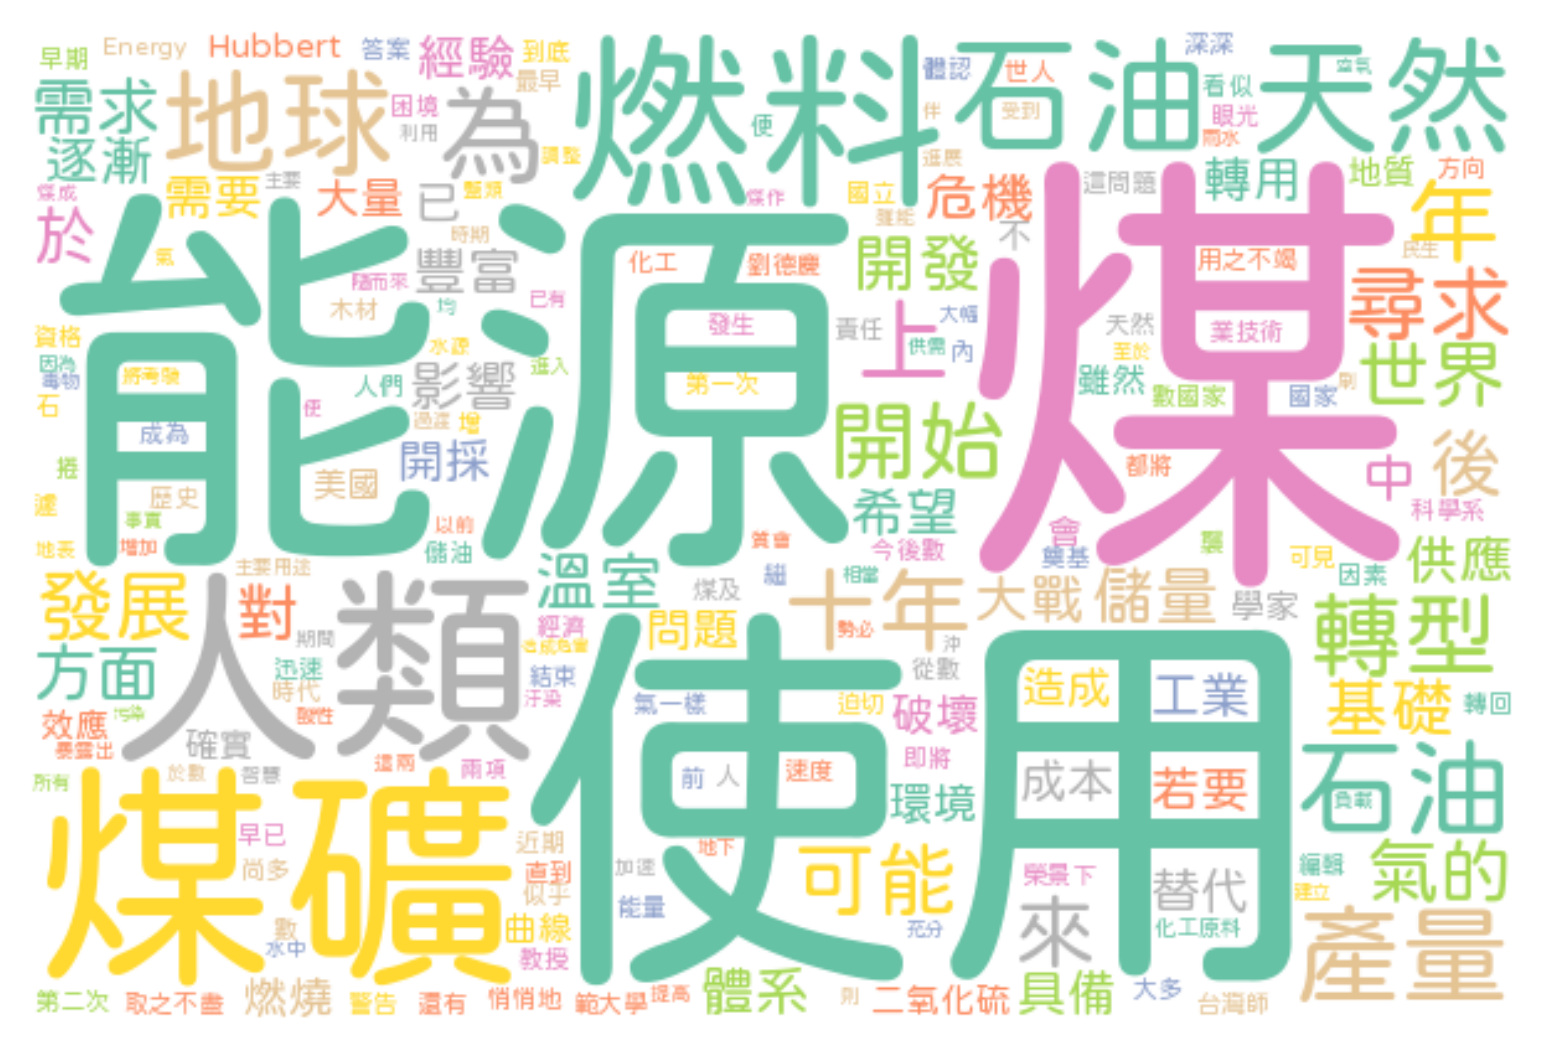 早期 Energy Hubbert 答案 經驗 到底 燃料 石油 深深 天然
需求 地球 困境 為 最早 體認 世人 看似 空氣
逐漸 利用 便 伴 受到 眼光
調整 進展 雨水
煤成 需要 主要 大量 已 整類 煤作 國立 危機 這問題 轉用 地質 方向
於 時期 不 年
能源 氣 隨而來 豐富 化工 劉德慶 開發 煤 用之不竭 民生 尋求
木材 均 已有 發生 責任 上 大幅 天然 業技術
資格 水源 供需 內 至於 世界
因為 毒物 人們 影響 進入 第一次 雖然 數國家 國家 刷
石 便 過渡 增 開始
成為 開採 後
捲 美國 都將 中
濾 歷史 以前 希望 科學系
事實
地表 增加 儲油 質會 今後數 會 奠基 襲 可見 供應
主要用途 溫室 繼 相當 因素
發展 人類 對 煤及 十年 大戰 儲量 學家 轉型
期間 經濟 問題 勢必 沖
方面 迅速 造成危害 使用 從數
時代 結束 造成 工業 基礎 轉回
效應 污染 酸性 汙染 氣一樣 迫切 破壞
暴露出 確實
所有 於數 智慧 這兩 兩項 前 人 速度 即將 成本 若要 石油
煤礦 環境 負載
早已 近期 地下
尚多 直到 加速 可能 榮景下 替代 編輯 氣的
似乎 建立
數 能量 來 產量
水中 曲線 充分 化工原料
教授
第二次 取之不盡 燃燒 警告 還有 悄悄地 範大學 提高 體系 則 二氧化硫 具備 大多 台灣師